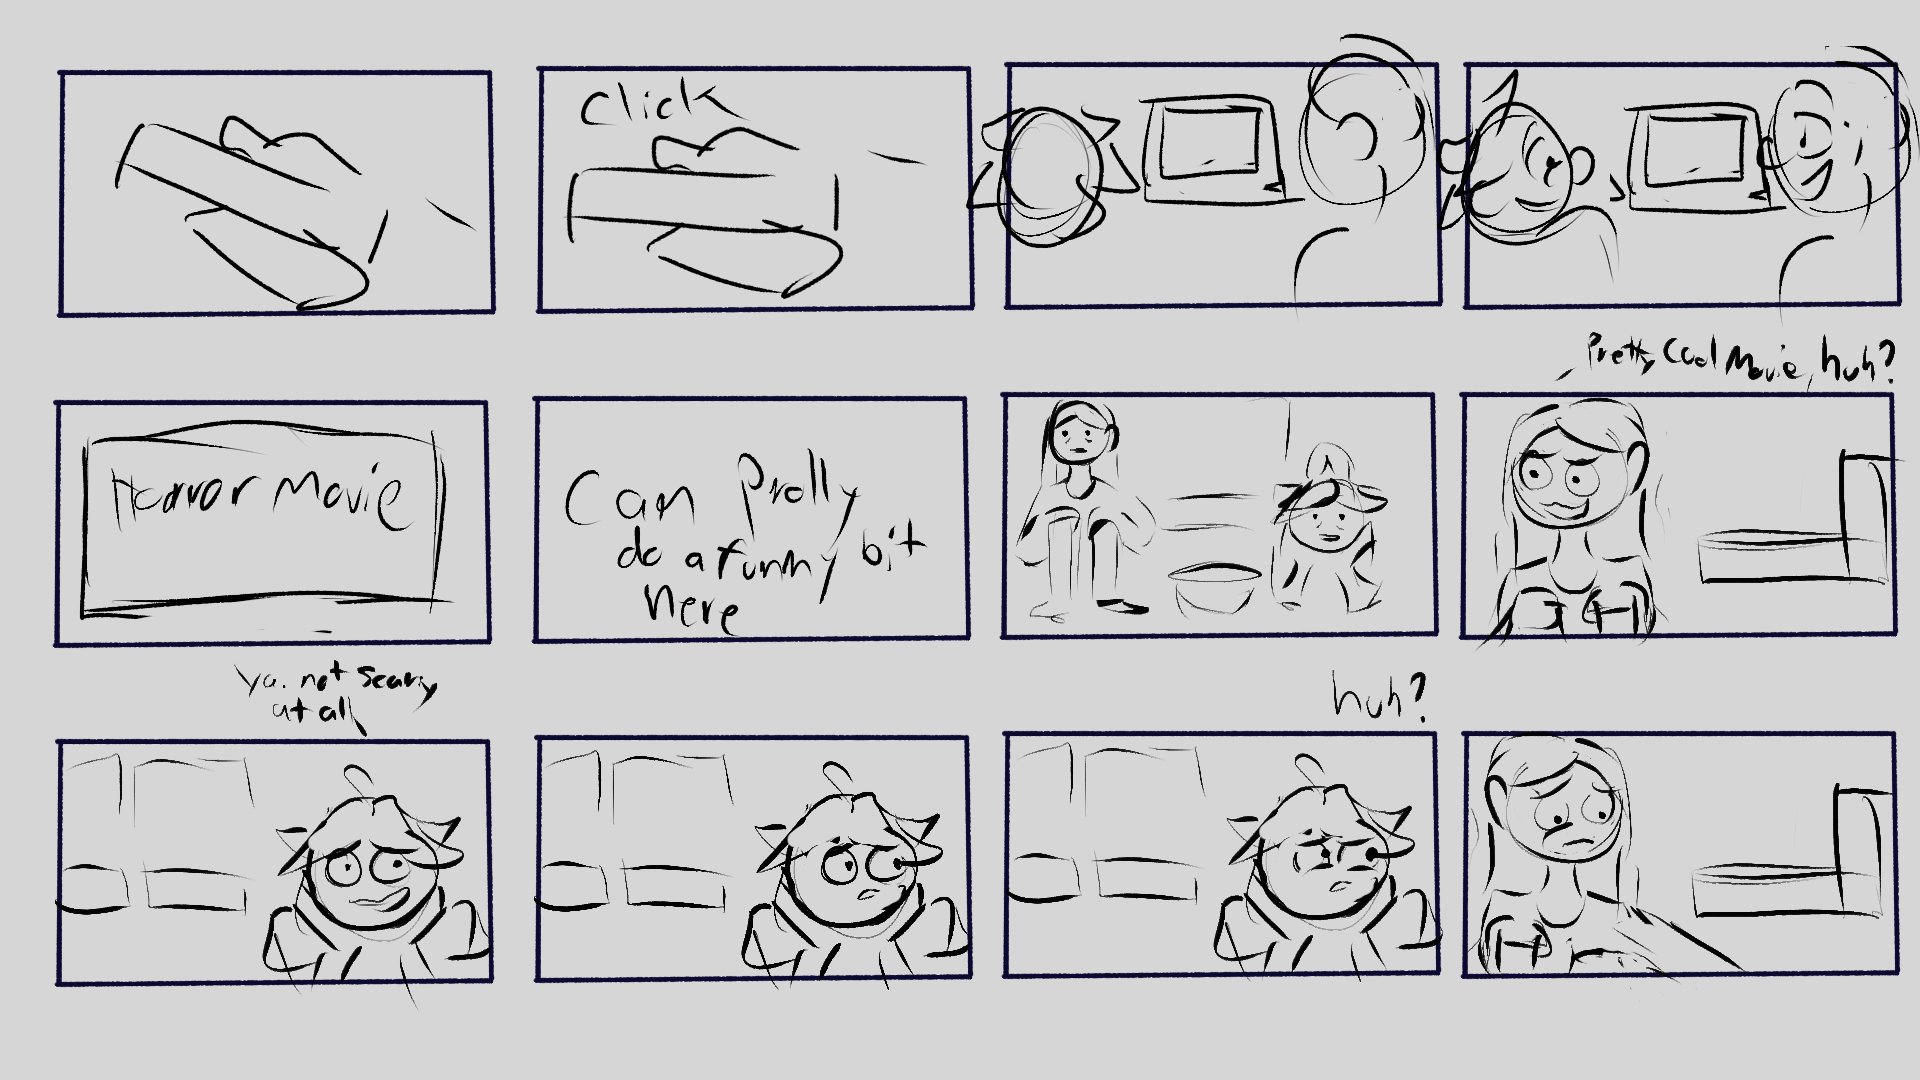 Click
Pretty Cool Movie, huh?
Horror Movie
Can Prolly
do a funny bit
here
ya. not scary
at all
huh?